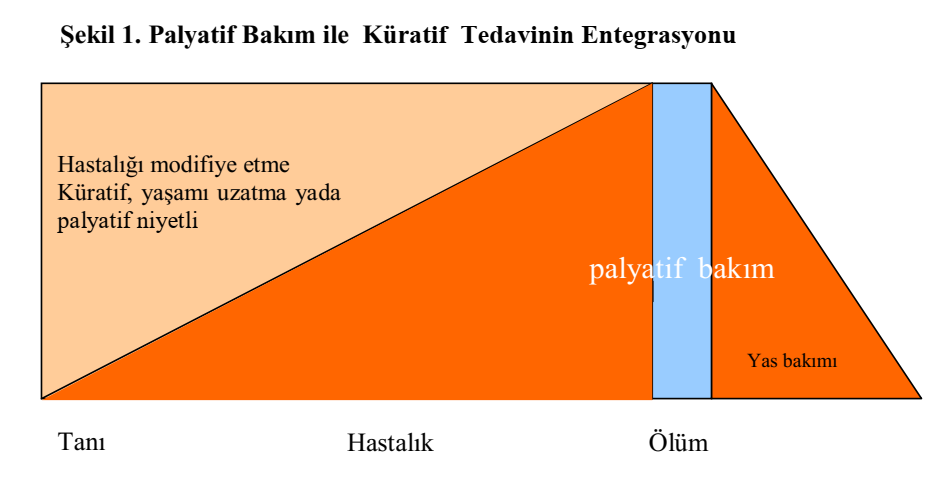 Şekil 1. Palyatif Bakım ile Küratif Tedavinin Entegrasyonu
Hastalığı modifiye etme
Küratif, yaşamı uzatma yada
palyatif niyetli
palyatif bakım
Yas bakımı
Tanı Hastalık Ölüm